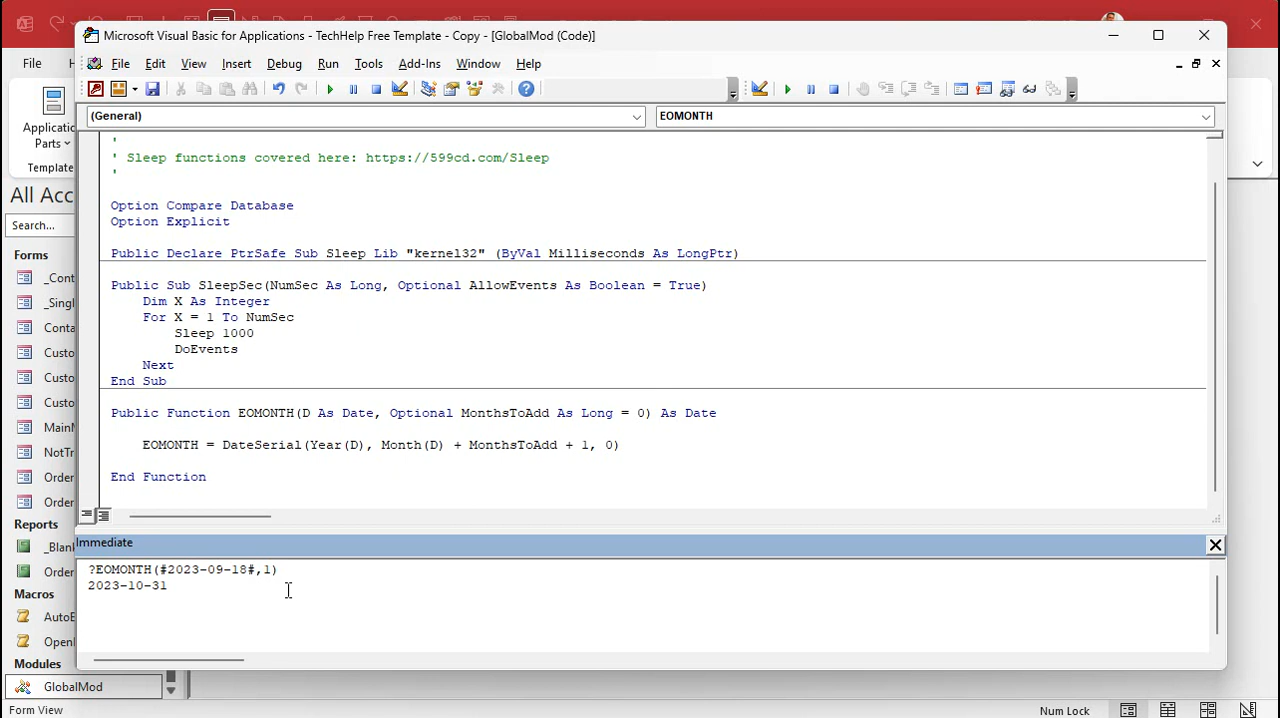 Microsoft Visual Basic for Applications - TechHelp Free Template - Copy - [GlobalMod (Code)]
File Edit View Insert Debug Run Tools Add-Ins Window Help
(General) EOMONTH
'
' Sleep functions covered here: https://599cd.com/Sleep
'
Option Compare Database
Option Explicit
Public Declare PtrSafe Sub Sleep Lib "kernel32" (ByVal Milliseconds As LongPtr)
Public Sub SleepSec(NumSec As Long, Optional AllowEvents As Boolean = True)
Dim X As Integer
For X = 1 To NumSec
Sleep 1000
DoEvents
Next
End Sub
Public Function EOMONTH(D As Date, Optional MonthsToAdd As Long = 0) As Date
EOMONTH = DateSerial(Year(D), Month(D) + MonthsToAdd + 1, 0)
End Function
Immediate
?EOMONTH(#2023-09-18#,1)
2023-10-31
File
Application
Parts
Template
All Acc
Search...
Forms
_Cont
_Singl
Conta
Custo
Custo
Custo
MainM
NotTr
Order
Order
Reports
_Blank
Order
Macros
AutoE
OpenI
Modules
GlobalMod
Form View
Num Lock